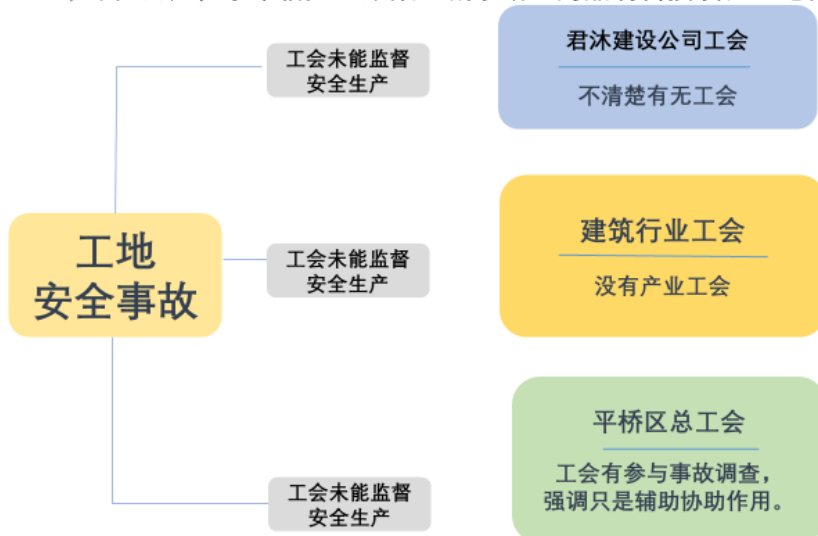 工会未能监督
安全生产
君沐建设公司工会
不清楚有无工会
工地
安全事故
工会未能监督
安全生产
建筑行业工会
没有产业工会
工会未能监督
安全生产
平桥区总工会
工会有参与事故调查，
强调只是辅助协助作用。